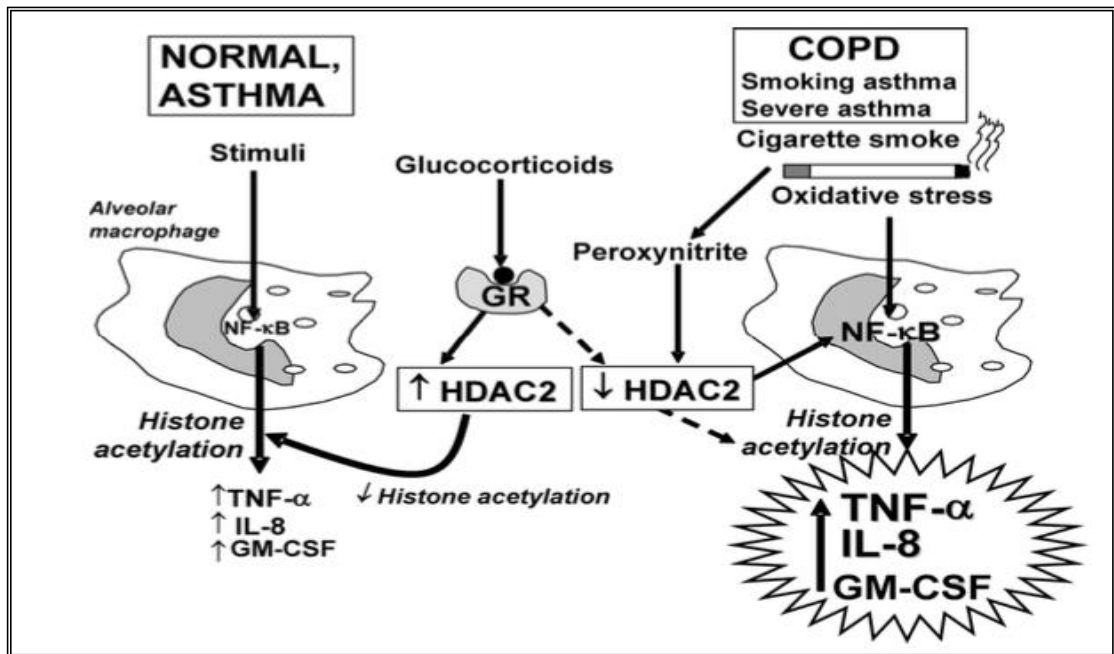 NORMAL,
ASTHMA
COPD
Smoking asthma
Severe asthma
Stimuli
Glucocorticoids
Cigarette smoke
Oxidative stress
Alveolar
macrophage
Peroxynitrite
GR
NF-κB
NF-κB
↑ HDAC2
↓ HDAC2
Histone
acetylation
Histone
acetylation
↓ Histone acetylation
↑TNF-α
↑ IL-8
↑GM-CSF
TNF-α
IL-8
GM-CSF